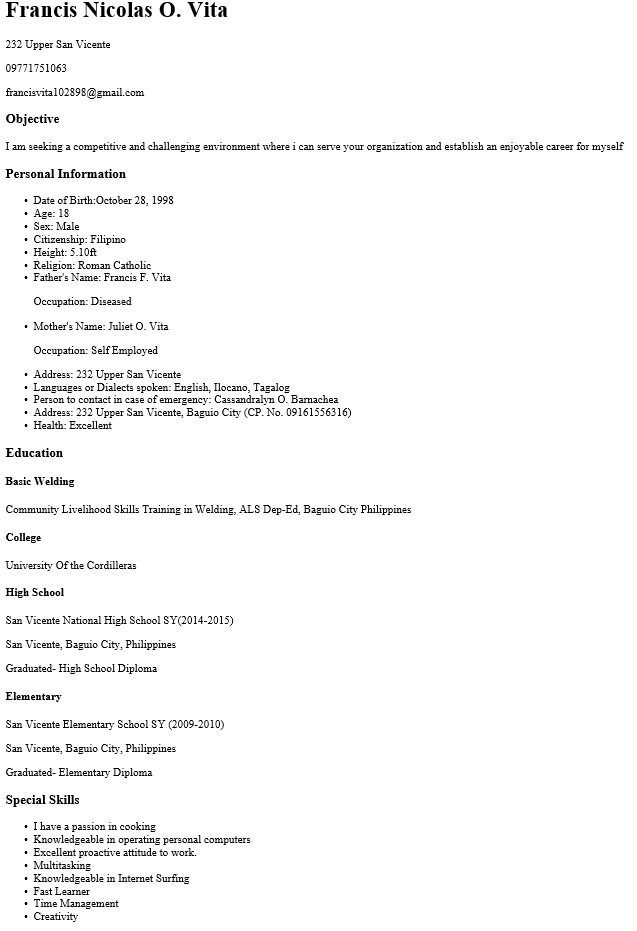 Francis Nicolas O. Vita
232 Upper San Vicente
09771751063
francisvita102898@gmail.com
Objective
I am seeking a competitive and challenging environment where i can serve your organization and establish an enjoyable career for myself
Personal Information
• Date of Birth:October 28, 1998
• Age: 18
• Sex: Male
• Citizenship: Filipino
• Height: 5.10ft
• Religion: Roman Catholic
• Father's Name: Francis F. Vita
Occupation: Diseased
• Mother's Name: Juliet O. Vita
Occupation: Self Employed
• Address: 232 Upper San Vicente
• Languages or Dialects spoken: English, Ilocano, Tagalog
• Person to contact in case of emergency: Cassandralyn O. Barnachea
• Address: 232 Upper San Vicente, Baguio City (CP. No. 09161556316)
• Health: Excellent
Education
Basic Welding
Community Livelihood Skills Training in Welding, ALS Dep-Ed, Baguio City Philippines
College
University Of the Cordilleras
High School
San Vicente National High School SY(2014-2015)
San Vicente, Baguio City, Philippines
Graduated- High School Diploma
Elementary
San Vicente Elementary School SY (2009-2010)
San Vicente, Baguio City, Philippines
Graduated- Elementary Diploma
Special Skills
• I have a passion in cooking
• Knowledgeable in operating personal computers
• Excellent proactive attitude to work.
• Multitasking
• Knowledgeable in Internet Surfing
• Fast Learner
• Time Management
• Creativity